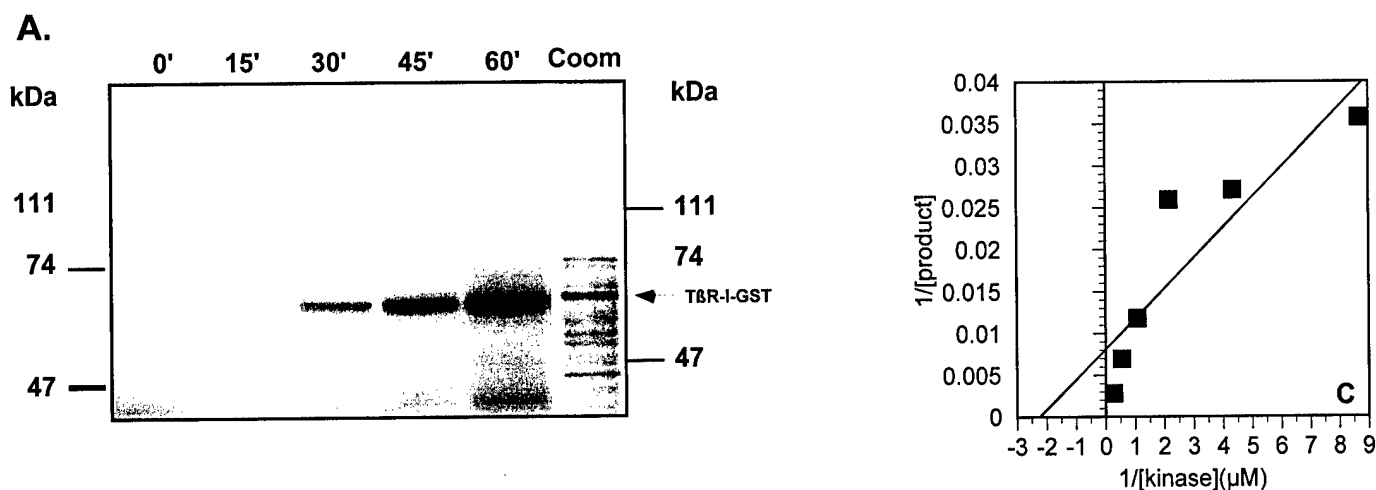 A.
0' 15' 30' 45' 60' Coom
kDa
kDa
111
74
47
111
74
47
TßR-I-GST
0.04
0.035
0.03
0.025
0.02
0.015
0.01
0.005
0
1/[product]
-3 -2 -1 0 1 2 3 4 5 6 7 8 9
1/[kinase](µM)
C